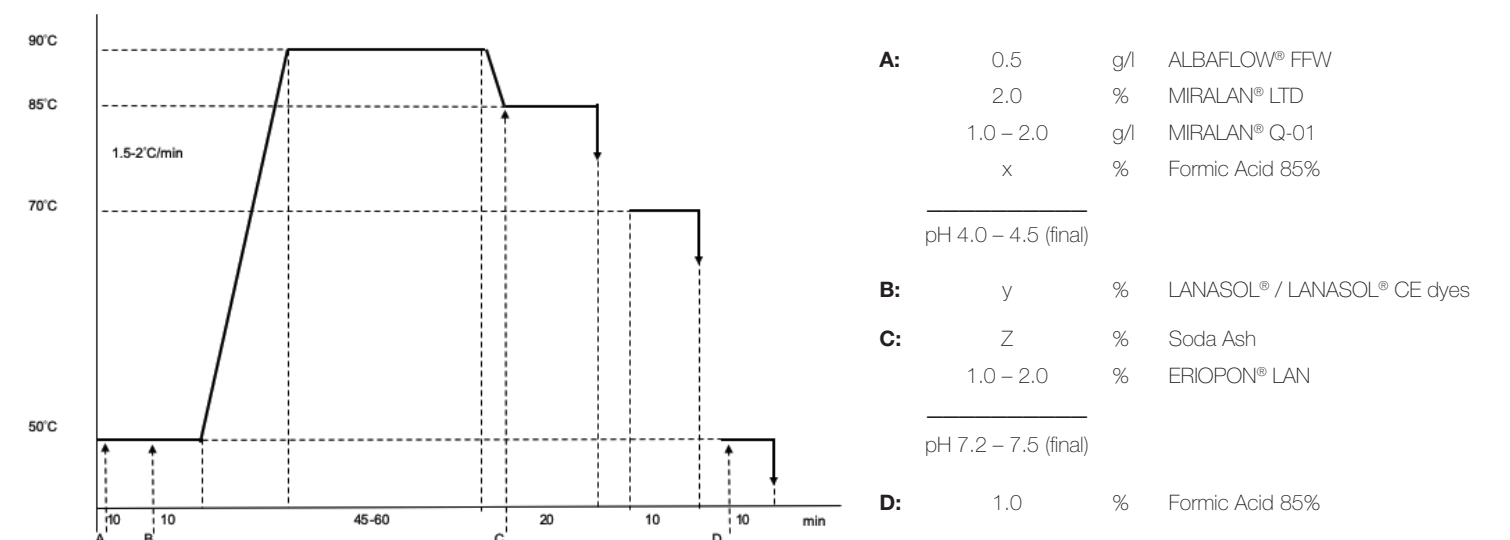 90°C
85°C
1.5-2°C/min
70°C
50°C
10 10 45-60 20 10 10 min
A B C D
A: 0.5 g/l ALBAFLOW® FFW
2.0 % MIRALAN® LTD
1.0 – 2.0 g/l MIRALAN® Q-01
x % Formic Acid 85%
pH 4.0 – 4.5 (final)
B: y % LANASOL® / LANASOL® CE dyes
C: Z % Soda Ash
1.0 – 2.0 % ERIOPON® LAN
pH 7.2 – 7.5 (final)
D: 1.0 % Formic Acid 85%